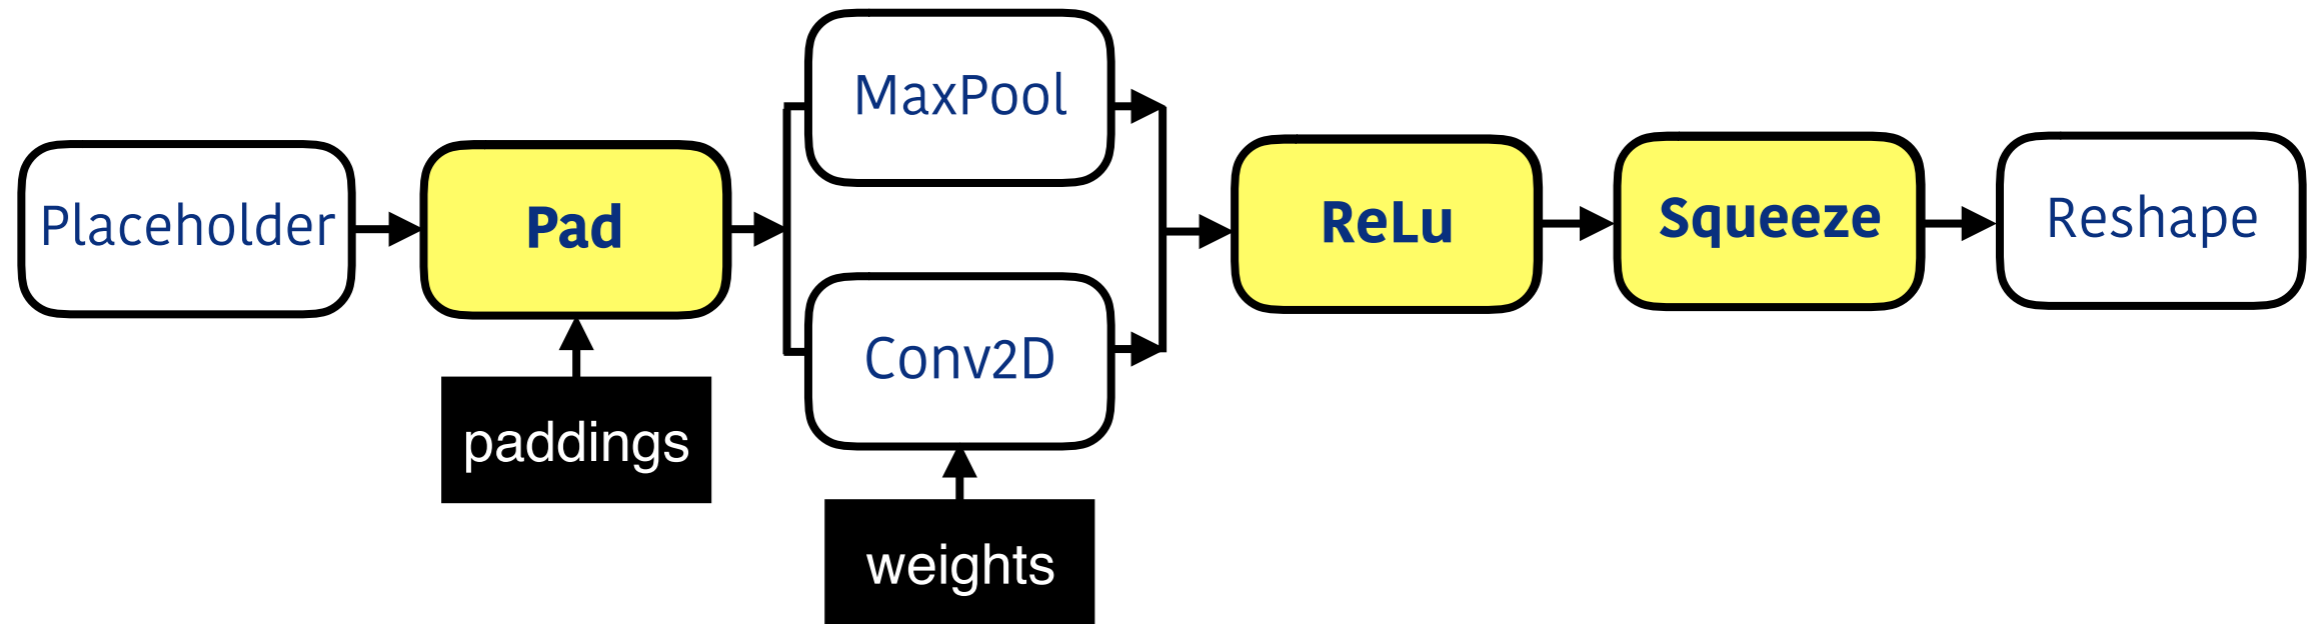 Placeholder
Pad
paddings
MaxPool
Conv2D
weights
ReLu
Squeeze
Reshape